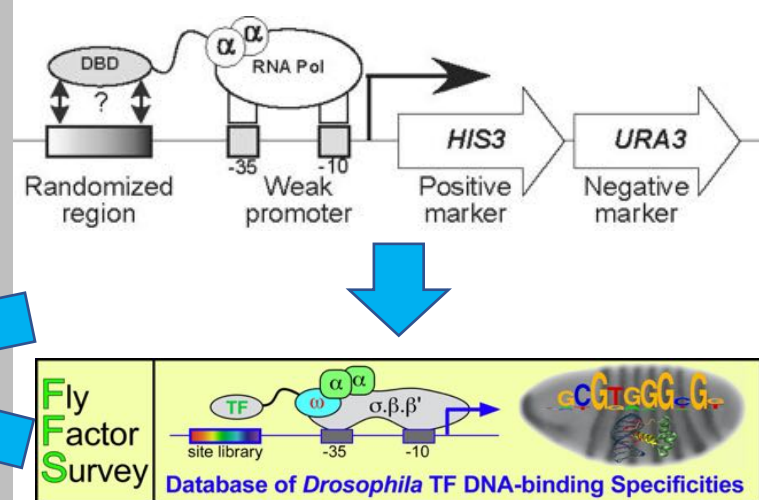 DBD
α
α
RNA Pol
?
-35
-10
HIS3
URA3
Randomized
region
Weak
promoter
Positive
marker
Negative
marker
Fly
Factor
Survey
TF
ω
α
α
σ.β.β'
site library
-35
-10
GCGTGGGCG
Database of Drosophila TF DNA-binding Specificities